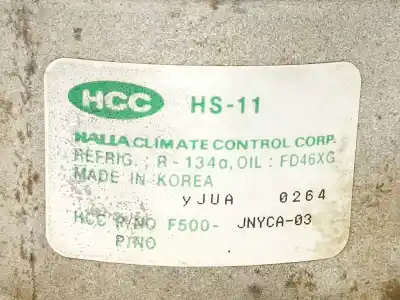 HCC HS-11
HALLA CLIMATE CONTROL CORP.
REFRIG, : R-134a, OIL : FD46XG
MADE IN KOREA
yJUA 0264
HCC P/NO F500- JNYCA-03
P/NO